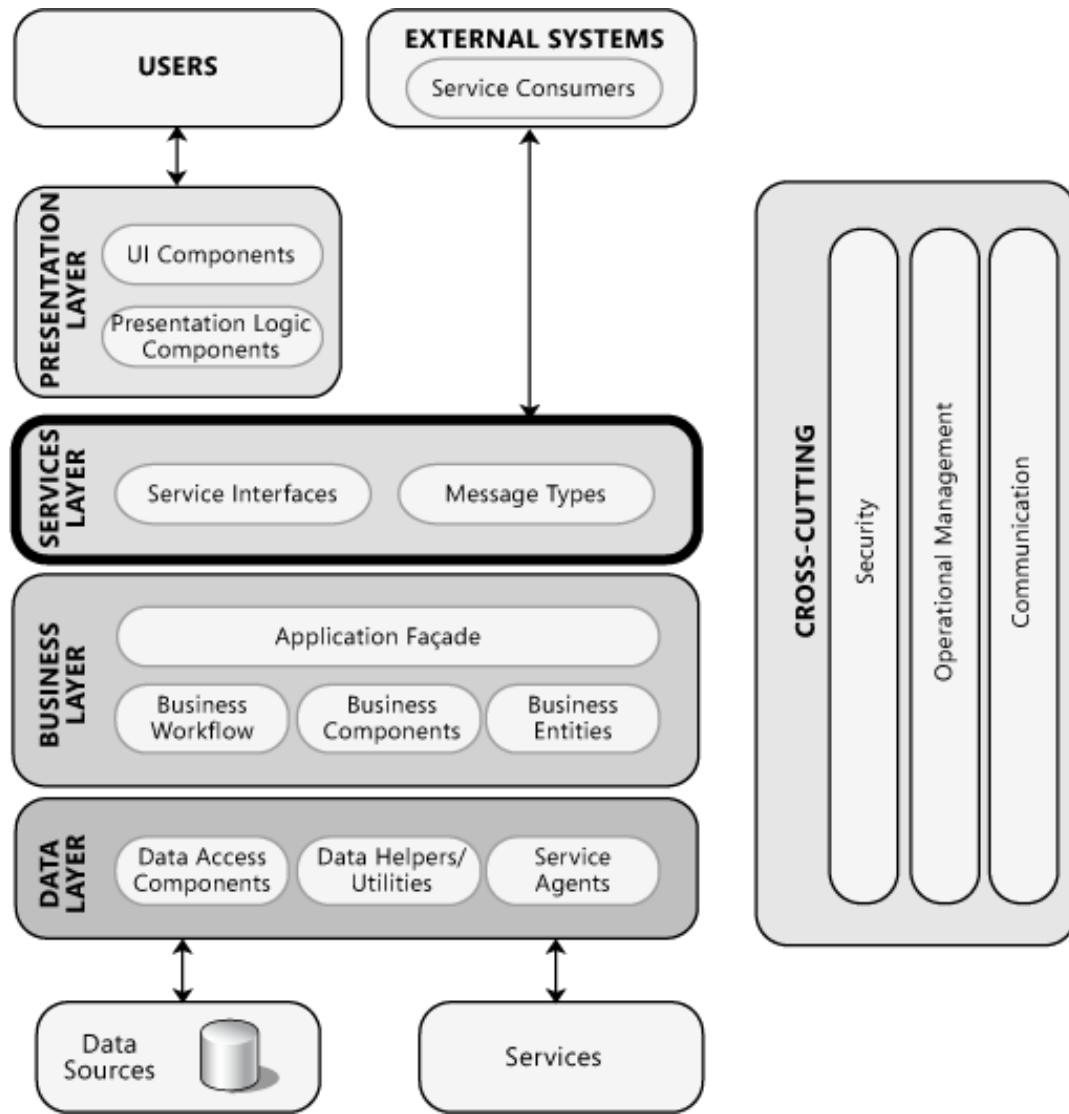 USERS
EXTERNAL SYSTEMS
Service Consumers
PRESENTATION
LAYER
UI Components
Presentation Logic
Components
SERVICES
LAYER
Service Interfaces
Message Types
BUSINESS
LAYER
Application Façade
Business
Workflow
Business
Components
Business
Entities
DATA
LAYER
Data Access
Components
Data Helpers/
Utilities
Service
Agents
Data
Sources
Services
CROSS-CUTTING
Security
Operational Management
Communication